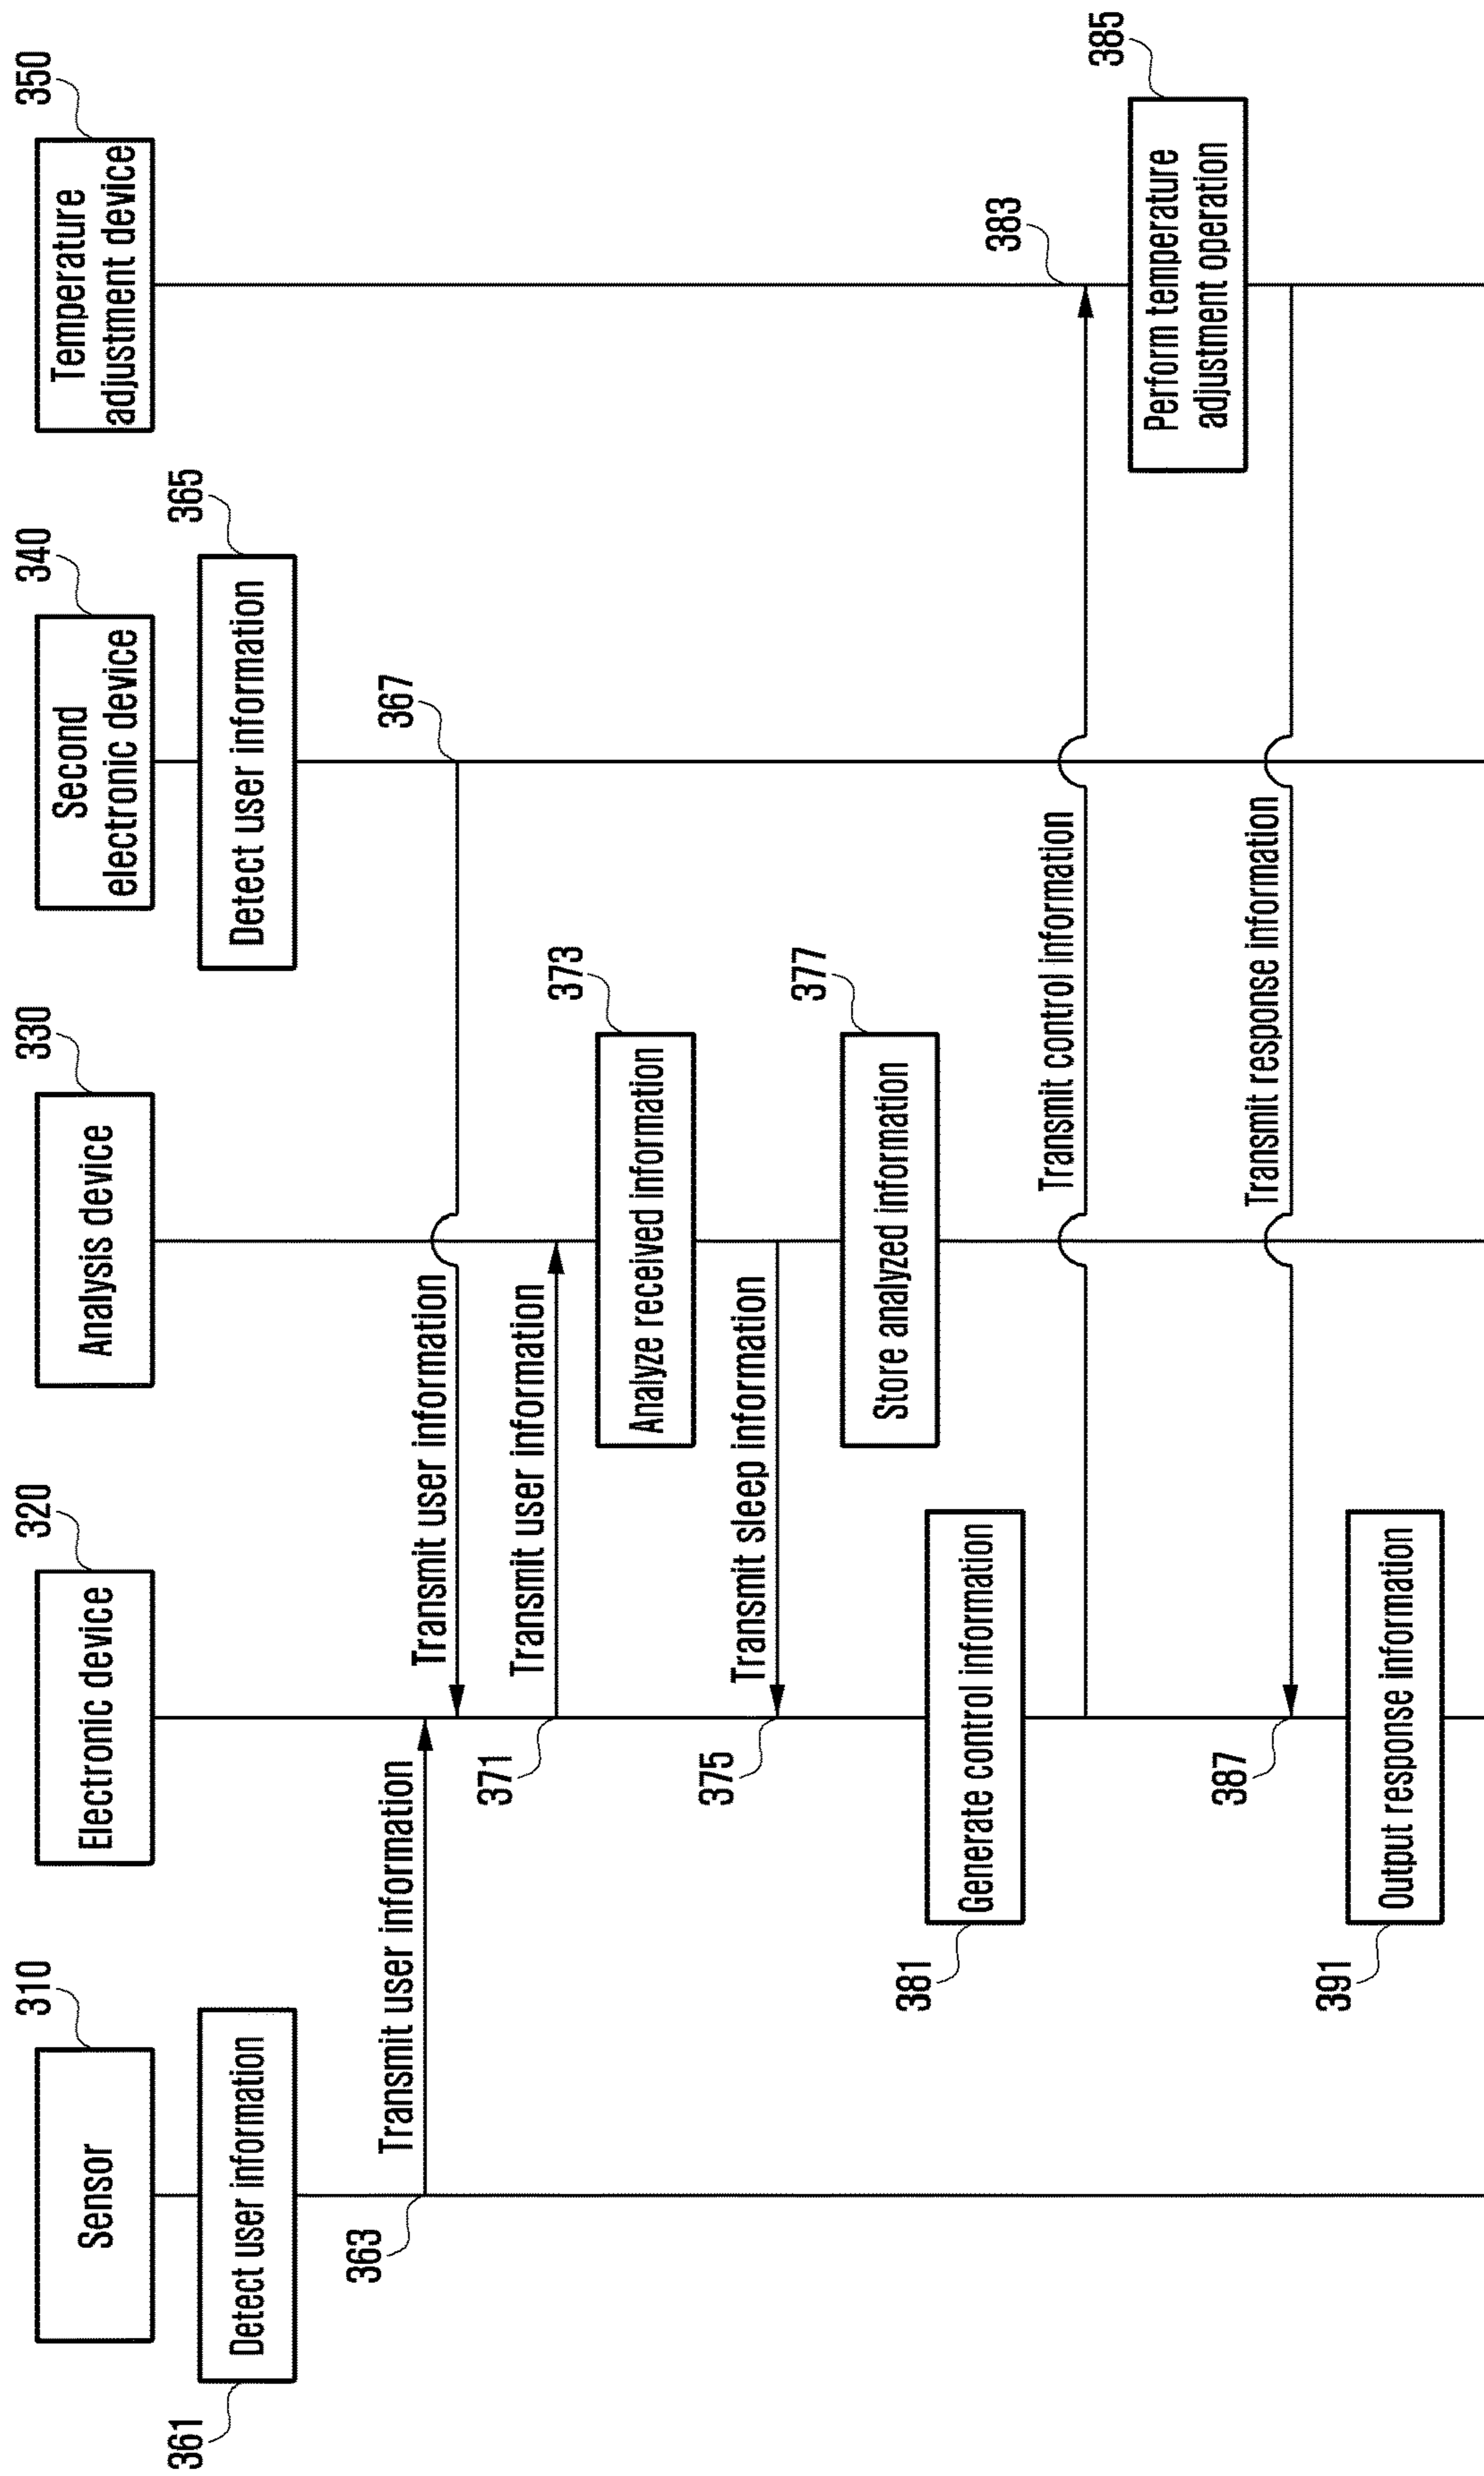 310
Sensor
320
Electronic device
330
Analysis device
340
Second
electronic device
350
Temperature
adjustment device
361
Detect user information
365
Detect user information
363
Transmit user information
367
Transmit user information
371
Transmit user information
373
Analyze received information
375
Transmit sleep information
377
Store analyzed information
381
Generate control information
383
Transmit control information
385
Perform temperature
adjustment operation
387
Transmit response information
391
Output response information